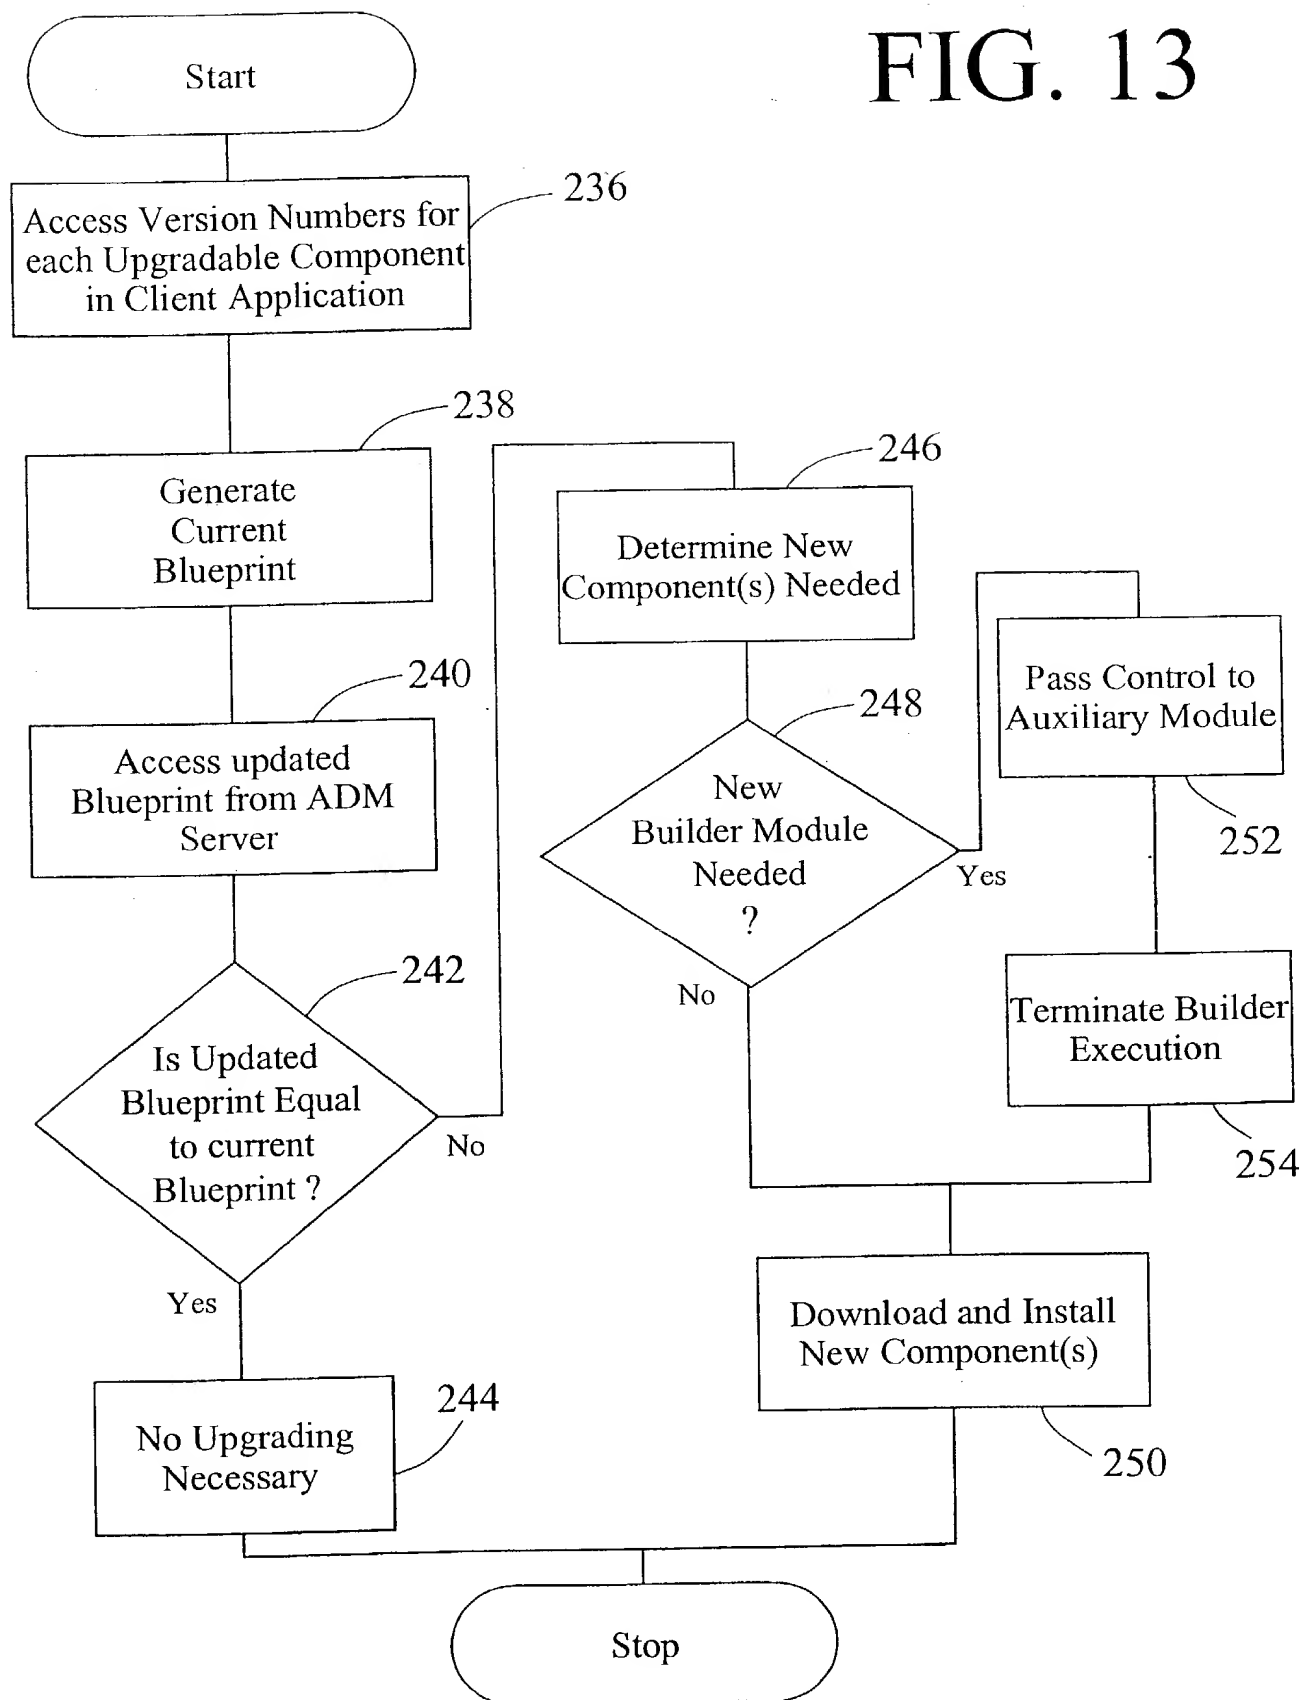 FIG. 13
Start
236
Access Version Numbers for
each Upgradable Component
in Client Application
238
Generate
Current
Blueprint
240
Access updated
Blueprint from ADM
Server
242
Is Updated
Blueprint Equal
to current
Blueprint ?
No
Yes
244
No Upgrading
Necessary
246
Determine New
Component(s) Needed
248
New
Builder Module
Needed
?
Yes
No
Pass Control to
Auxiliary Module
252
Terminate Builder
Execution
254
Download and Install
New Component(s)
250
Stop